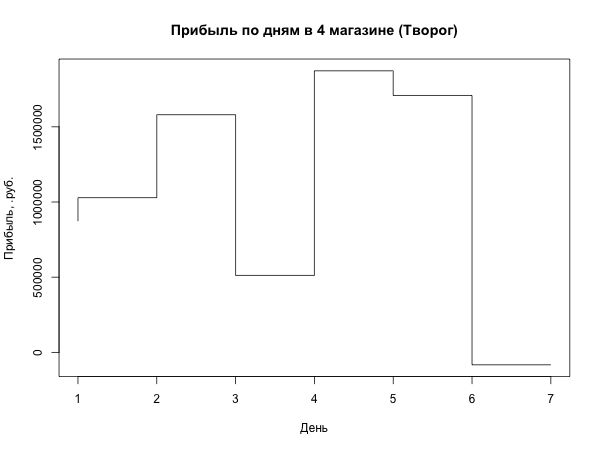 Прибыль по дням в 4 магазине (Творог)
Прибыль, .руб.
1500000
1000000
500000
0
1 2 3 4 5 6 7
День